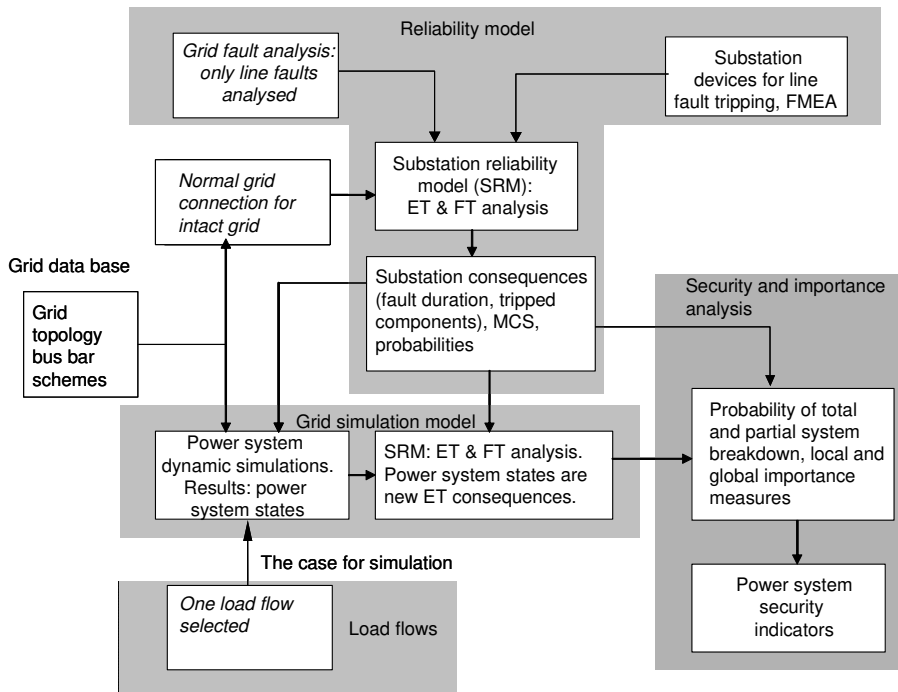 Reliability model
Grid fault analysis:
only line faults
analysed
Substation
devices for line
fault tripping, FMEA
Substation reliability
model (SRM):
ET & FT analysis
Normal grid
connection for
intact grid
Grid data base
Grid
topology
bus bar
schemes
Substation consequences
(fault duration, tripped
components), MCS,
probabilities
Security and importance
analysis
Grid simulation model
Power system
dynamic simulations.
Results: power
system states
SRM: ET & FT analysis.
Power system states are
new ET consequences.
Probability of total
and partial system
breakdown, local and
global importance
measures
The case for simulation
One load flow
selected
Load flows
Power system
security
indicators